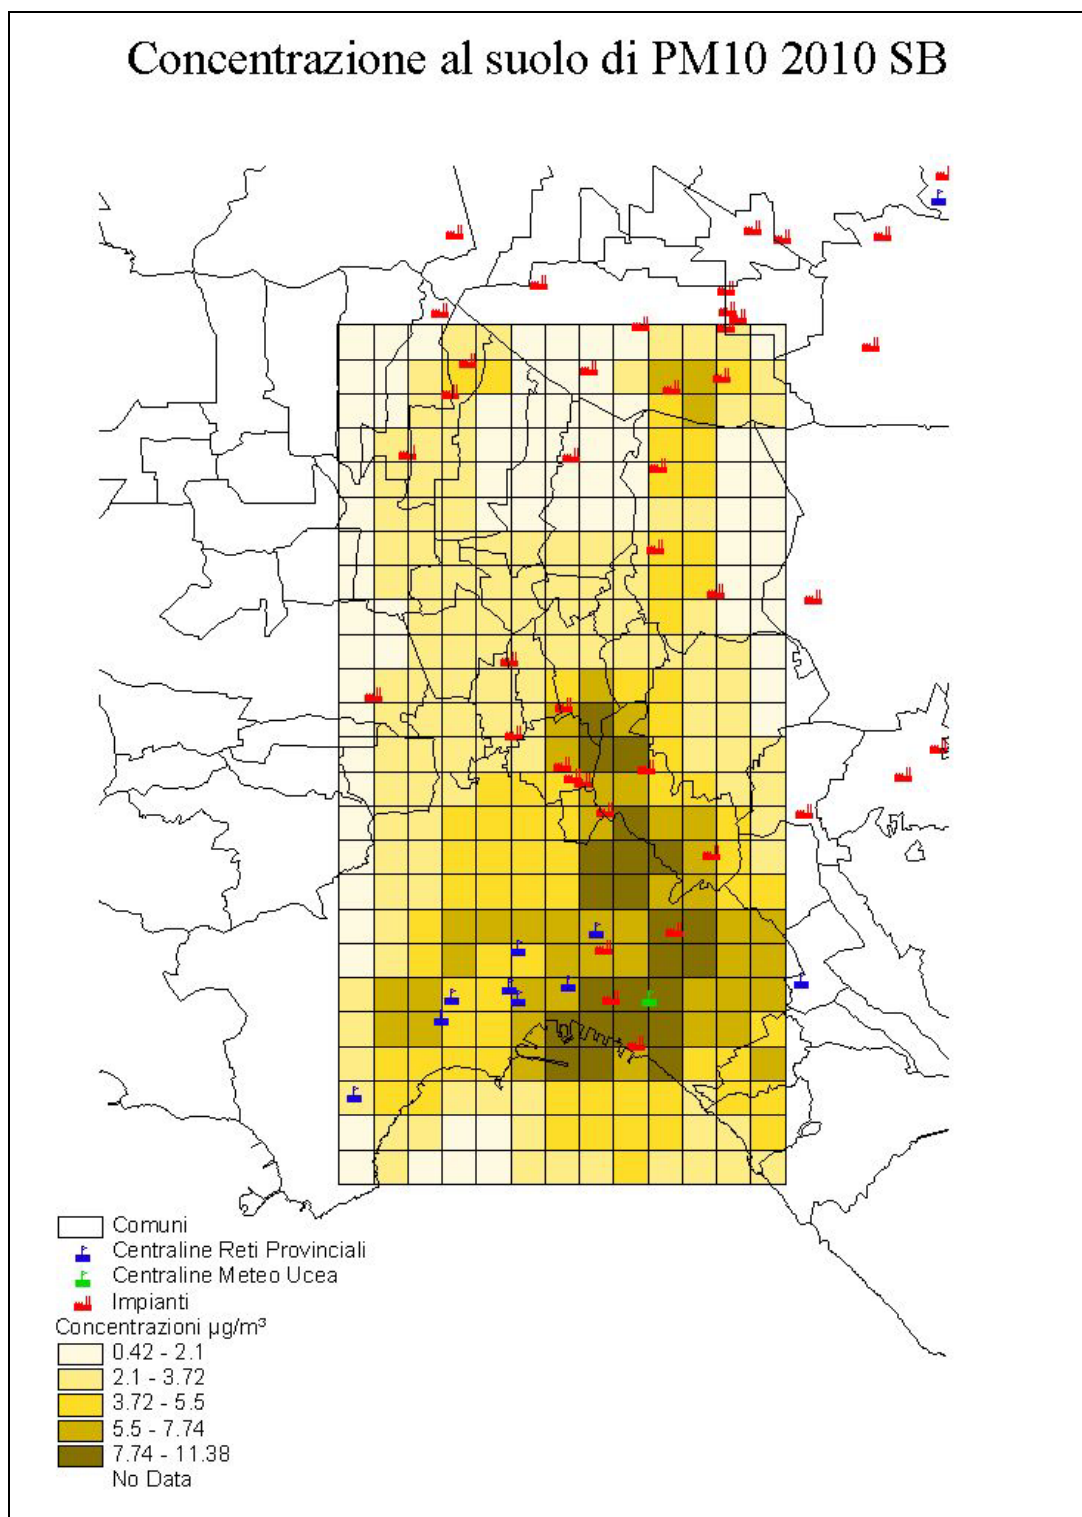 Concentrazione al suolo di PM10 2010 SB
Comuni
Centraline Reti Provinciali
Centraline Meteo Ucea
Impianti
Concentrazioni µg/m³
0.42 - 2.1
2.1 - 3.72
3.72 - 5.5
5.5 - 7.74
7.74 - 11.38
No Data